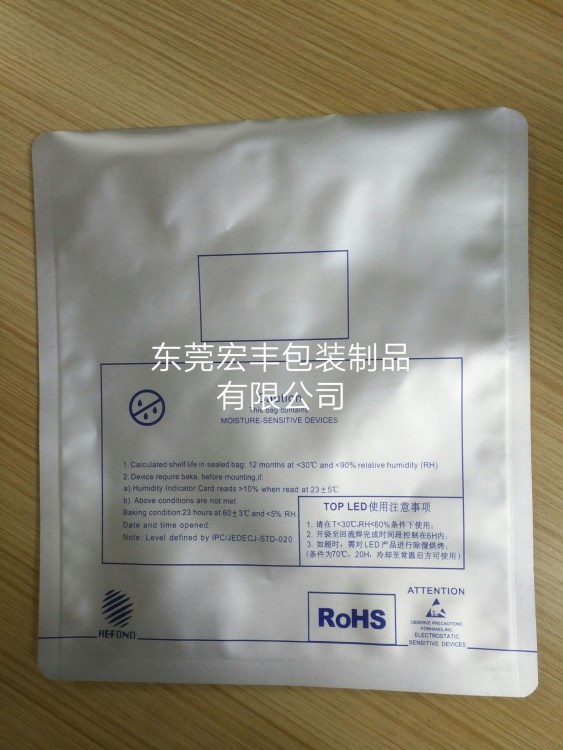 东莞宏丰包装制品
有限公司
Caution
This bag contains
MOISTURE-SENSITIVE DEVICES
1. Calculated shelf life in sealed bag: 12 months at <30℃ and <90% relative humidity (RH)
2. Device require bake, before mounting,if:
a).Humidity Indicator Card reads >10% when read at 23±5℃
b). Above conditions are not met.
Baking condition:23 hours at 60±3℃ and <5% RH.
Date and time opened:
Note: Level defined by IPC/JEDECJ-STD-020
TOP LED使用注意事项
1. 请在T<30℃,RH<60%条件下使用;
2. 开袋至回流焊完成时间段控制在6H内;
3. 如超时,需对LED产品进行除湿烘烤;
(条件为70℃, 20H, 冷却至常温后方可使用)
REFOND
RoHS
ATTENTION
OBSERVE PRECAUTIONS
FORHANDLING
ELECTROSTATIC
SENSITIVE DEVICES